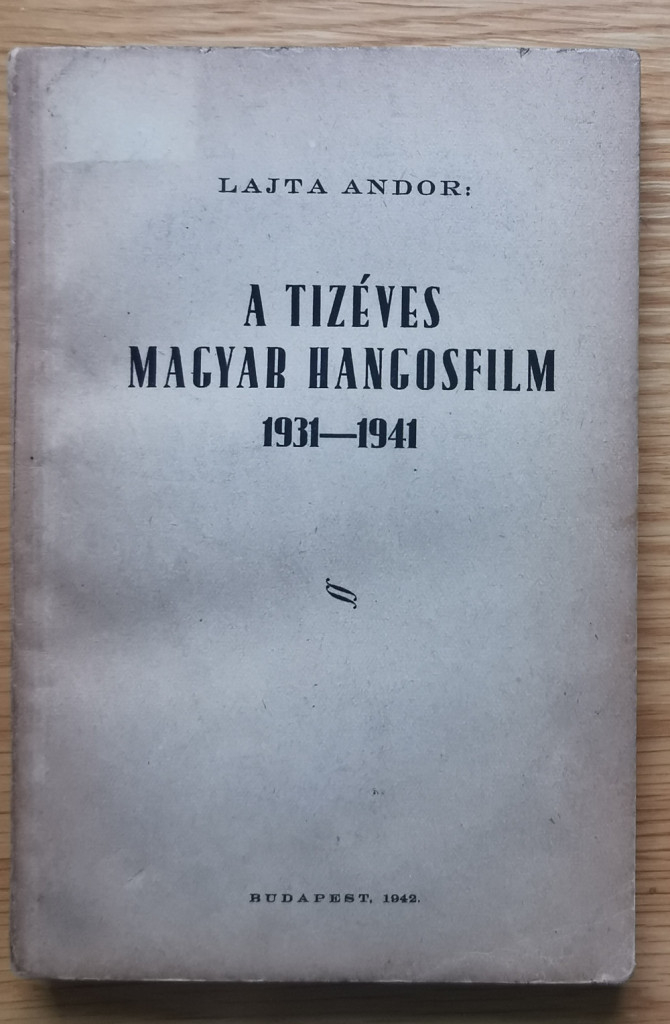 LAJTA ANDOR:
A TIZÉVES
MAGYAR HANGOSFILM
1931—1941
§
BUDAPEST, 1942.